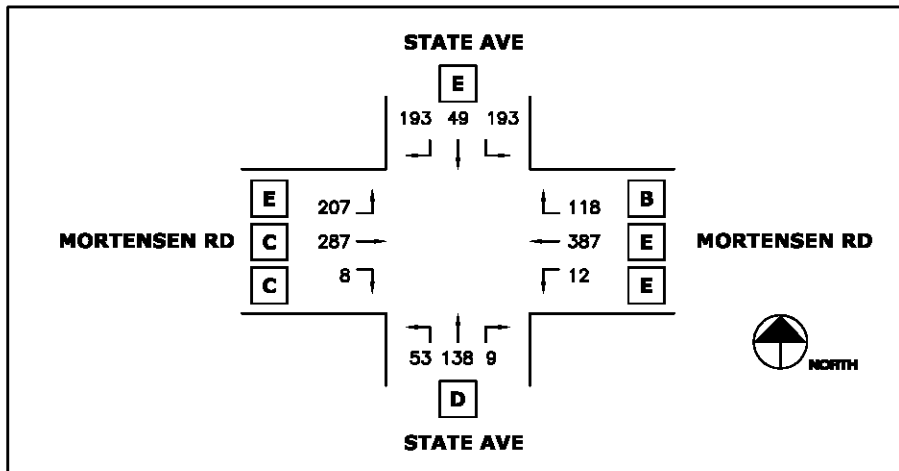 STATE AVE
E
193 49 193
E 207 118 B
MORTENSEN RD C 287 387 E MORTENSEN RD
C 8 12 E
53 138 9
NORTH
D
STATE AVE